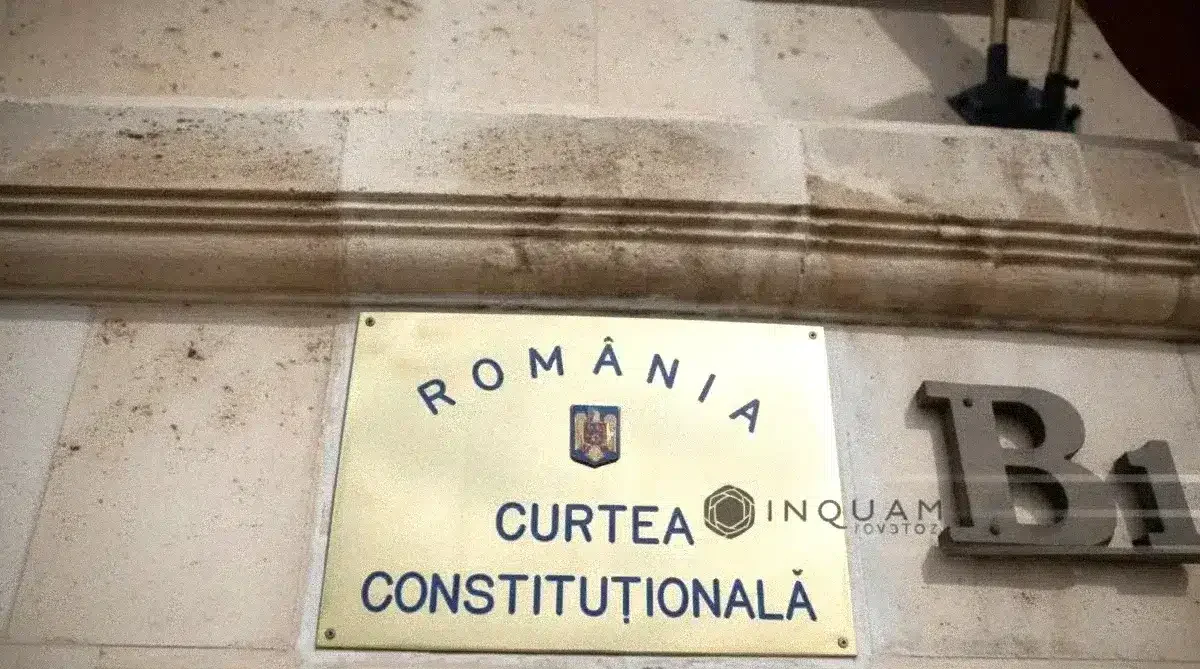 ROMÂNIA
CURTEA
CONSTITUȚIONALĂ
INQUAM
B1